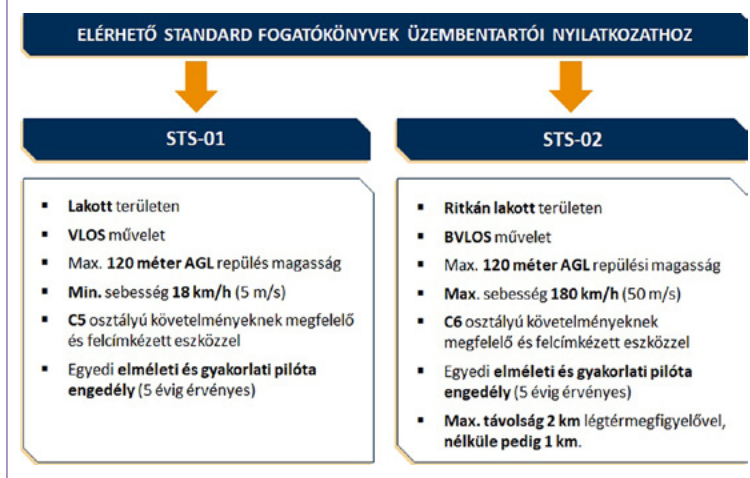 ELÉRHETŐ STANDARD FOGATÓKÖNYVEK ÜZEMBENTARTÓI NYILATKOZATHOZ
STS-01
▪ Lakott területen
▪ VLOS művelet
▪ Max. 120 méter AGL repülés magasság
▪ Min. sebesség 18 km/h (5 m/s)
▪ C5 osztályú követelményeknek megfelelő
és felcímkézett eszközzel
▪ Egyedi elméleti és gyakorlati pilóta
engedély (5 évig érvényes)
STS-02
▪ Ritkán lakott területen
▪ BVLOS művelet
▪ Max. 120 méter AGL repülési magasság
▪ Max. sebesség 180 km/h (50 m/s)
▪ C6 osztályú követelményeknek
megfelelő és felcímkézett eszközzel
▪ Egyedi elméleti és gyakorlati pilóta
engedély (5 évig érvényes)
▪ Max. távolság 2 km légtérmegfigyelővel,
nélküle pedig 1 km.